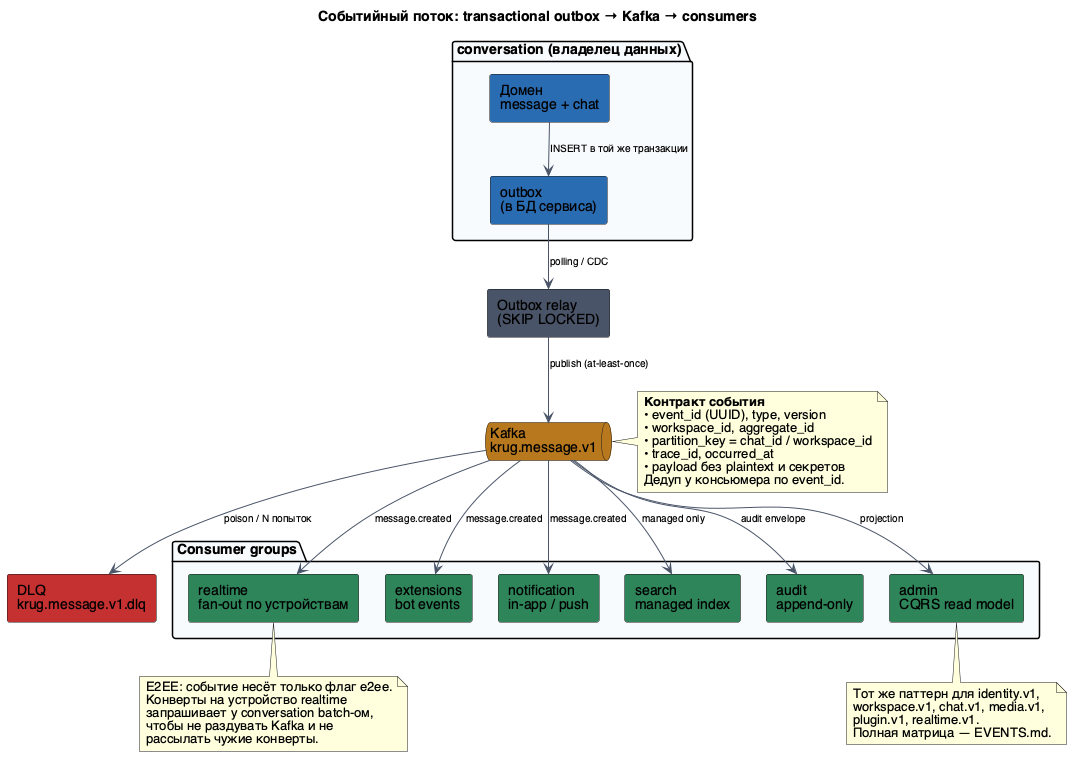 Событийный поток: transactional outbox → Kafka → consumers
conversation (владелец данных)
Домен
message + chat
INSERT в той же транзакции
outbox
(в БД сервиса)
polling / CDC
Outbox relay
(SKIP LOCKED)
publish (at-least-once)
Контракт события
• event_id (UUID), type, version
• workspace_id, aggregate_id
• partition_key = chat_id / workspace_id
• trace_id, occurred_at
• payload без plaintext и секретов
Дедуп у консьюмера по event_id.
Kafka
krug.message.v1
poison / N попыток
message.created
message.created
message.created
managed only
audit envelope
projection
Consumer groups
DLQ
krug.message.v1.dlq
realtime
fan-out по устройствам
extensions
bot events
notification
in-app / push
search
managed index
audit
append-only
admin
CQRS read model
E2EE: событие несёт только флаг e2ee.
Конверты на устройство realtime
запрашивает у conversation batch-ом,
чтобы не раздувать Kafka и не
рассылать чужие конверты.
Тот же паттерн для identity.v1,
workspace.v1, chat.v1, media.v1,
plugin.v1, realtime.v1.
Полная матрица — EVENTS.md.